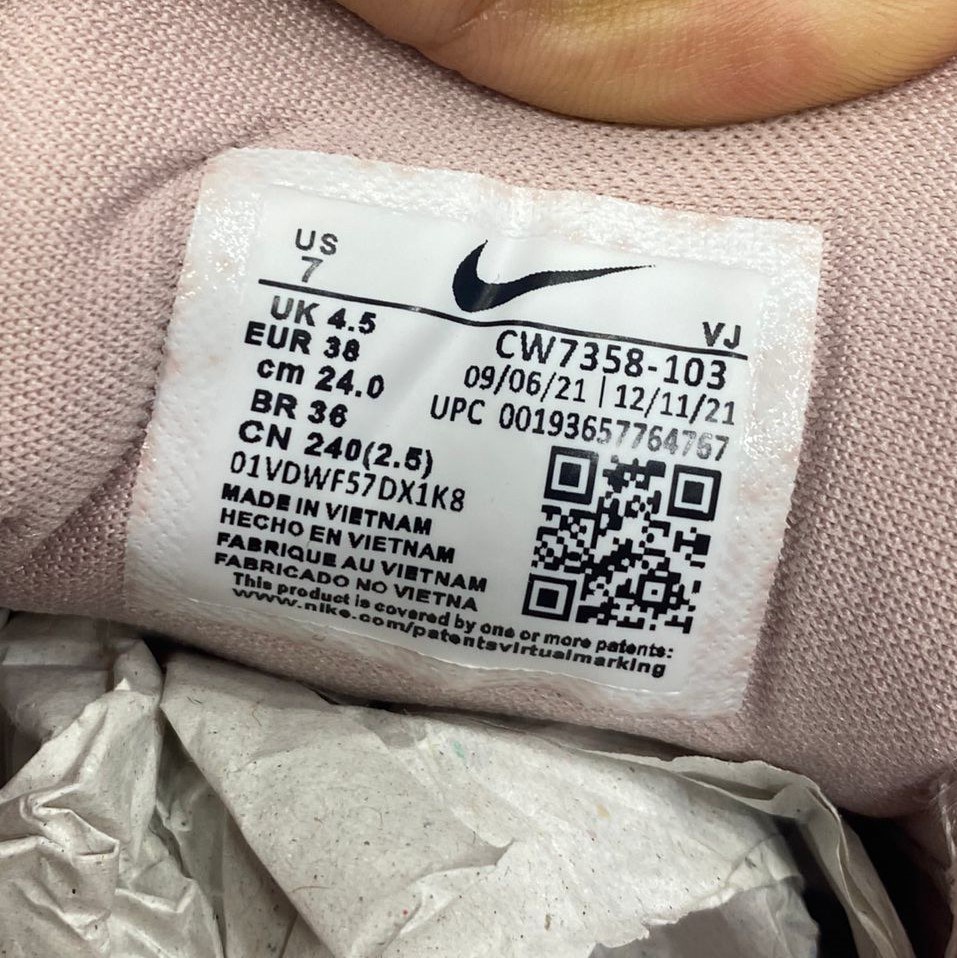 US
7
VJ
UK 4.5
EUR 38
cm 24.0
BR 36
CN 240(2.5)
CW7358-103
09/06/21 | 12/11/21
UPC 00193657764767
01VDWF57DX1K8
MADE IN VIETNAM
HECHO EN VIETNAM
FABRIQUE AU VIETNAM
FABRICADO NO VIETNA
This product is covered by one or more patents:
www.nike.com/patentsvirtualmarking